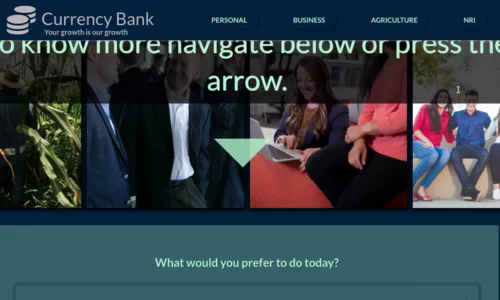 Currency Bank
Your growth is our growth
PERSONAL
BUSINESS
AGRICULTURE
NRI
o know more navigate below or press the
arrow.
What would you prefer to do today?